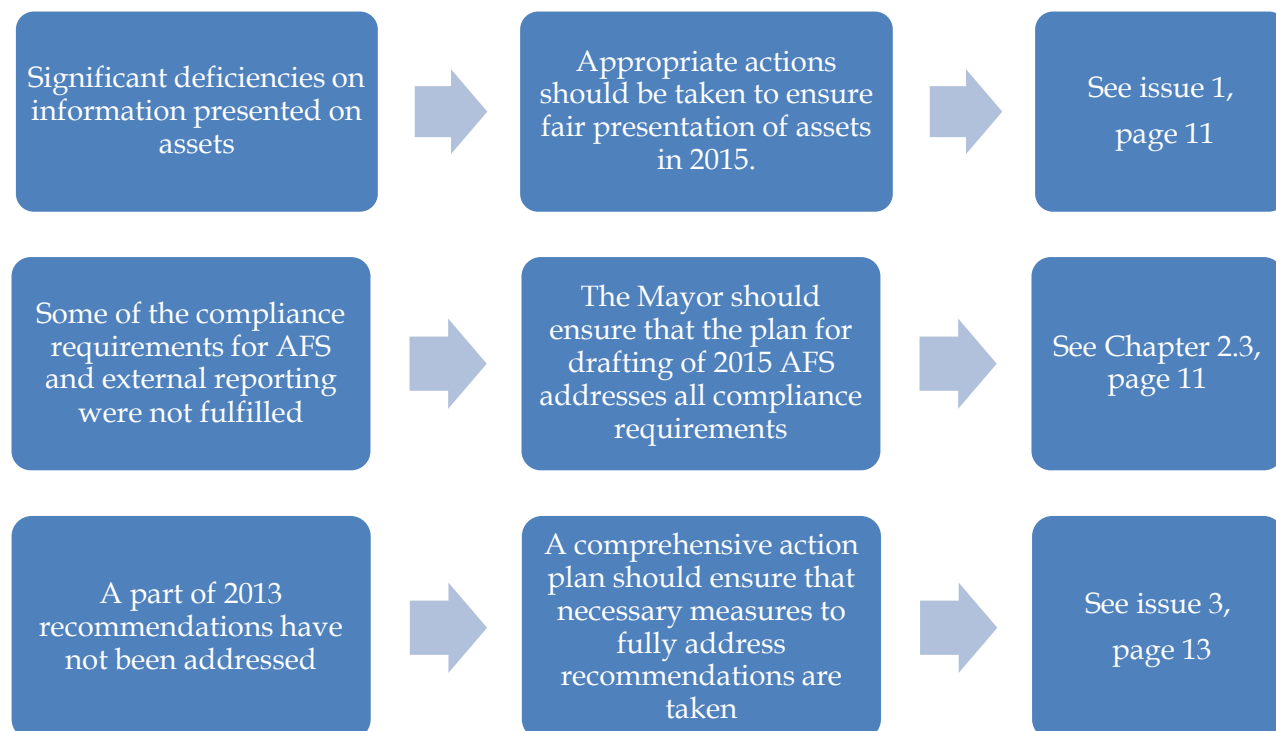 Significant deficiencies on
information presented on
assets
Appropriate actions
should be taken to ensure
fair presentation of assets
in 2015.
See issue 1,
page 11
Some of the compliance
requirements for AFS
and external reporting
were not fulfilled
The Mayor should
ensure that the plan for
drafting of 2015 AFS
addresses all compliance
requirements
See Chapter 2.3,
page 11
A part of 2013
recommendations have
not been addressed
A comprehensive action
plan should ensure that
necessary measures to
fully address
recommendations are
taken
See issue 3,
page 13